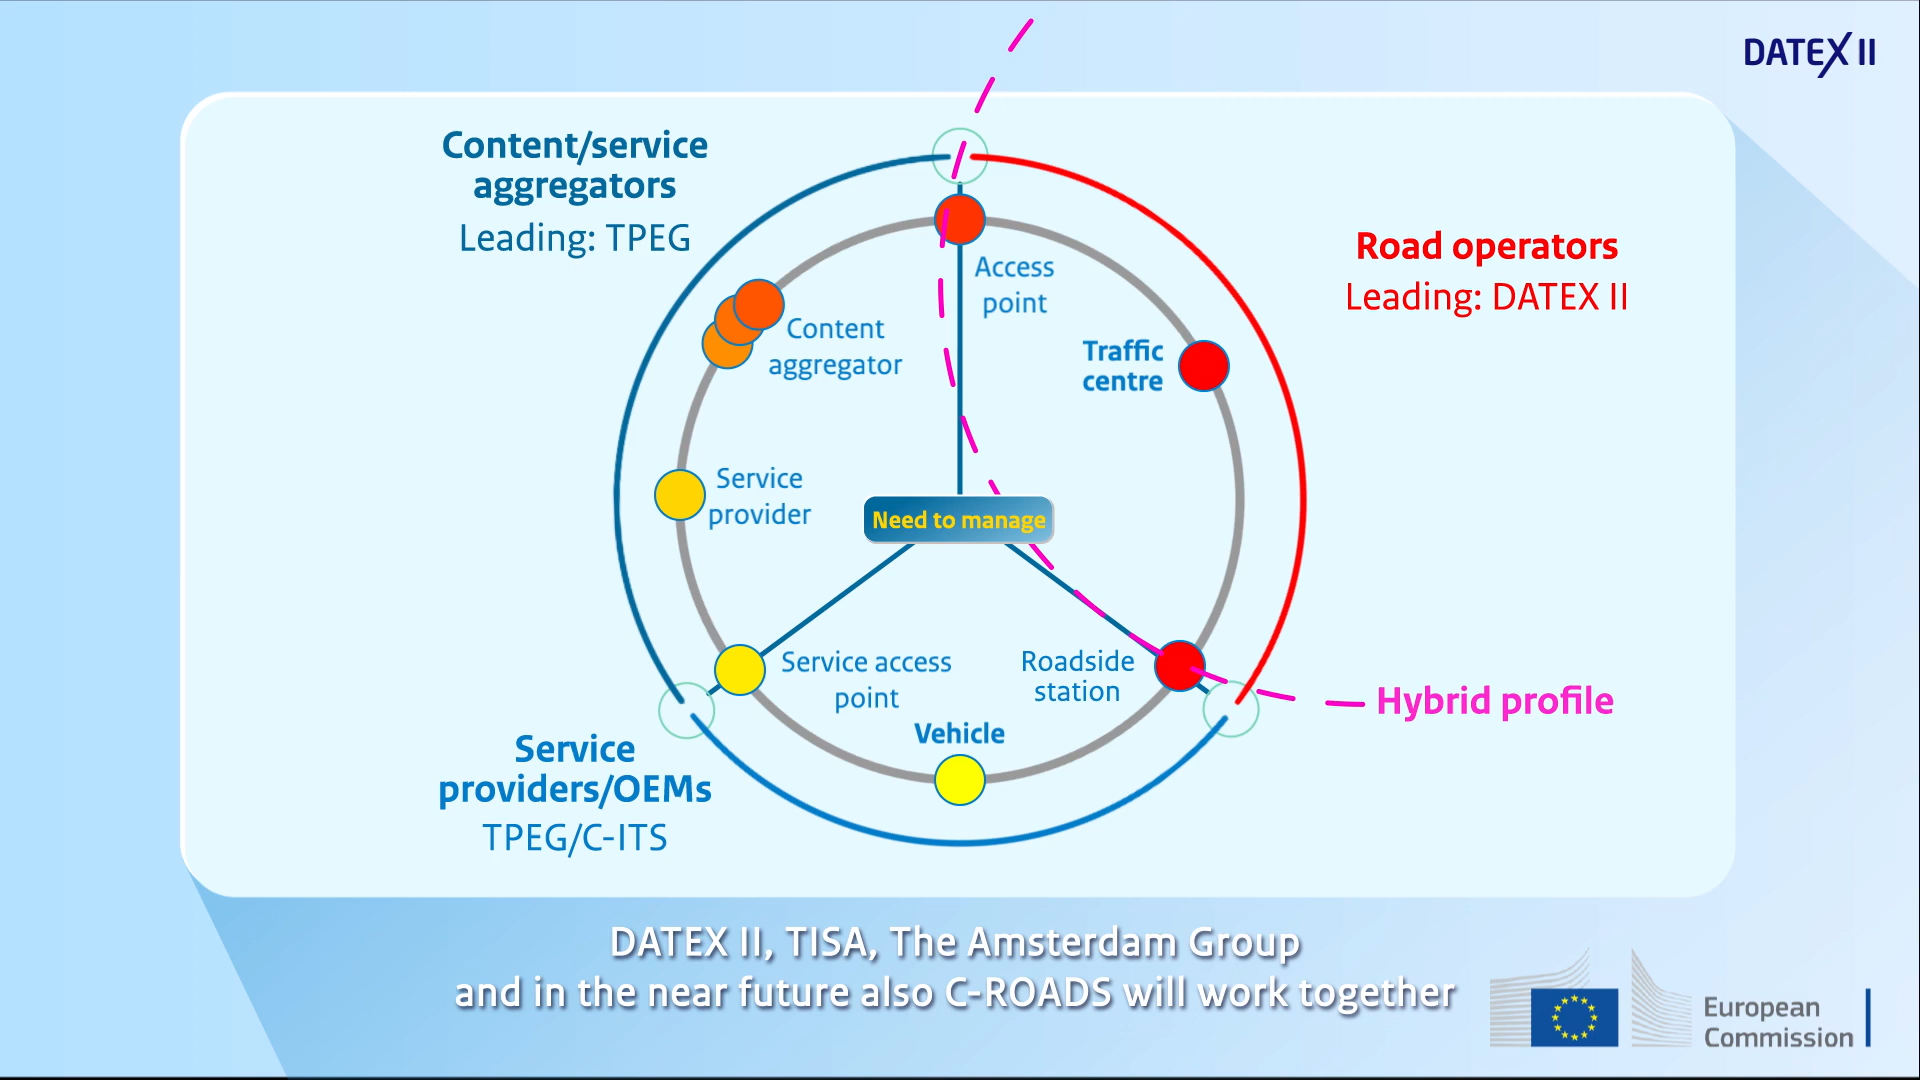 DATEX II
Content/service
aggregators
Leading: TPEG
Road operators
Leading: DATEX II
Access
point
Content
aggregator
Traffic
centre
Service
provider
Need to manage
Service access
point
Roadside
station
Hybrid profile
Vehicle
Service
providers/OEMs
TPEG/C-ITS
DATEX II, TISA, The Amsterdam Group
and in the near future also C-ROADS will work together
European
Commission